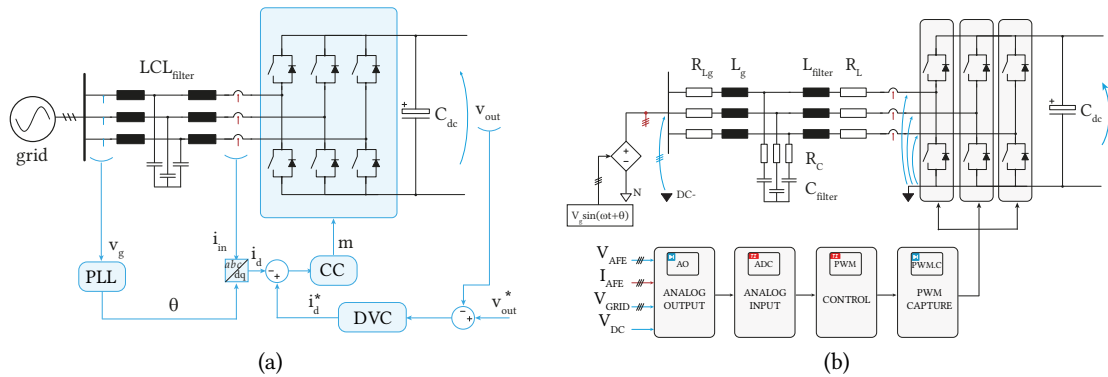 LCL_filter
grid
C_dc
v_out
v_g
i_in
i_d
m
abc
dq
PLL
CC
θ
i_d^*
DVC
v_out^*
(a)
R_Lg
L_g
L_filter
R_L
C_dc
R_C
C_filter
N
DC-
V_g sin(ωt+θ)
V_AFE
I_AFE
V_GRID
V_DC
AO
ANALOG
OUTPUT
ADC
ANALOG
INPUT
PWM
CONTROL
PWM.C
PWM
CAPTURE
(b)